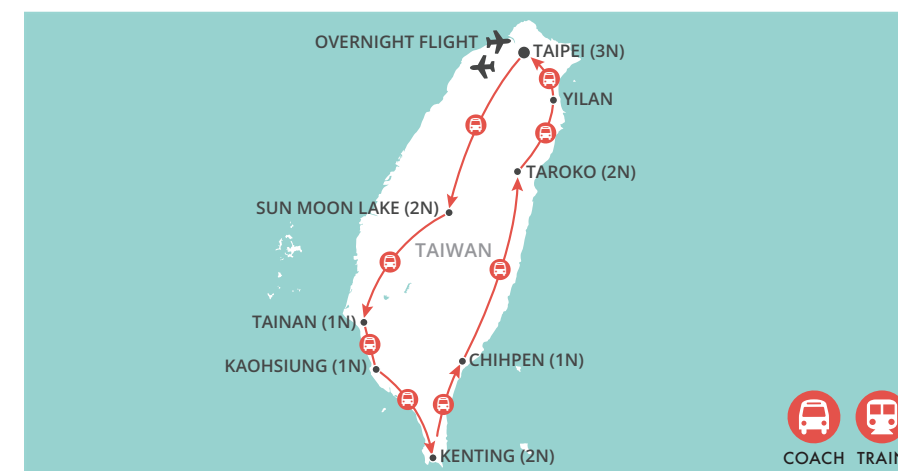 OVERNIGHT FLIGHT
TAIPEI (3N)
YILAN
TAROKO (2N)
SUN MOON LAKE (2N)
TAIWAN
TAINAN (1N)
KAOHSIUNG (1N)
CHIHPEN (1N)
KENTING (2N)
COACH TRAIN